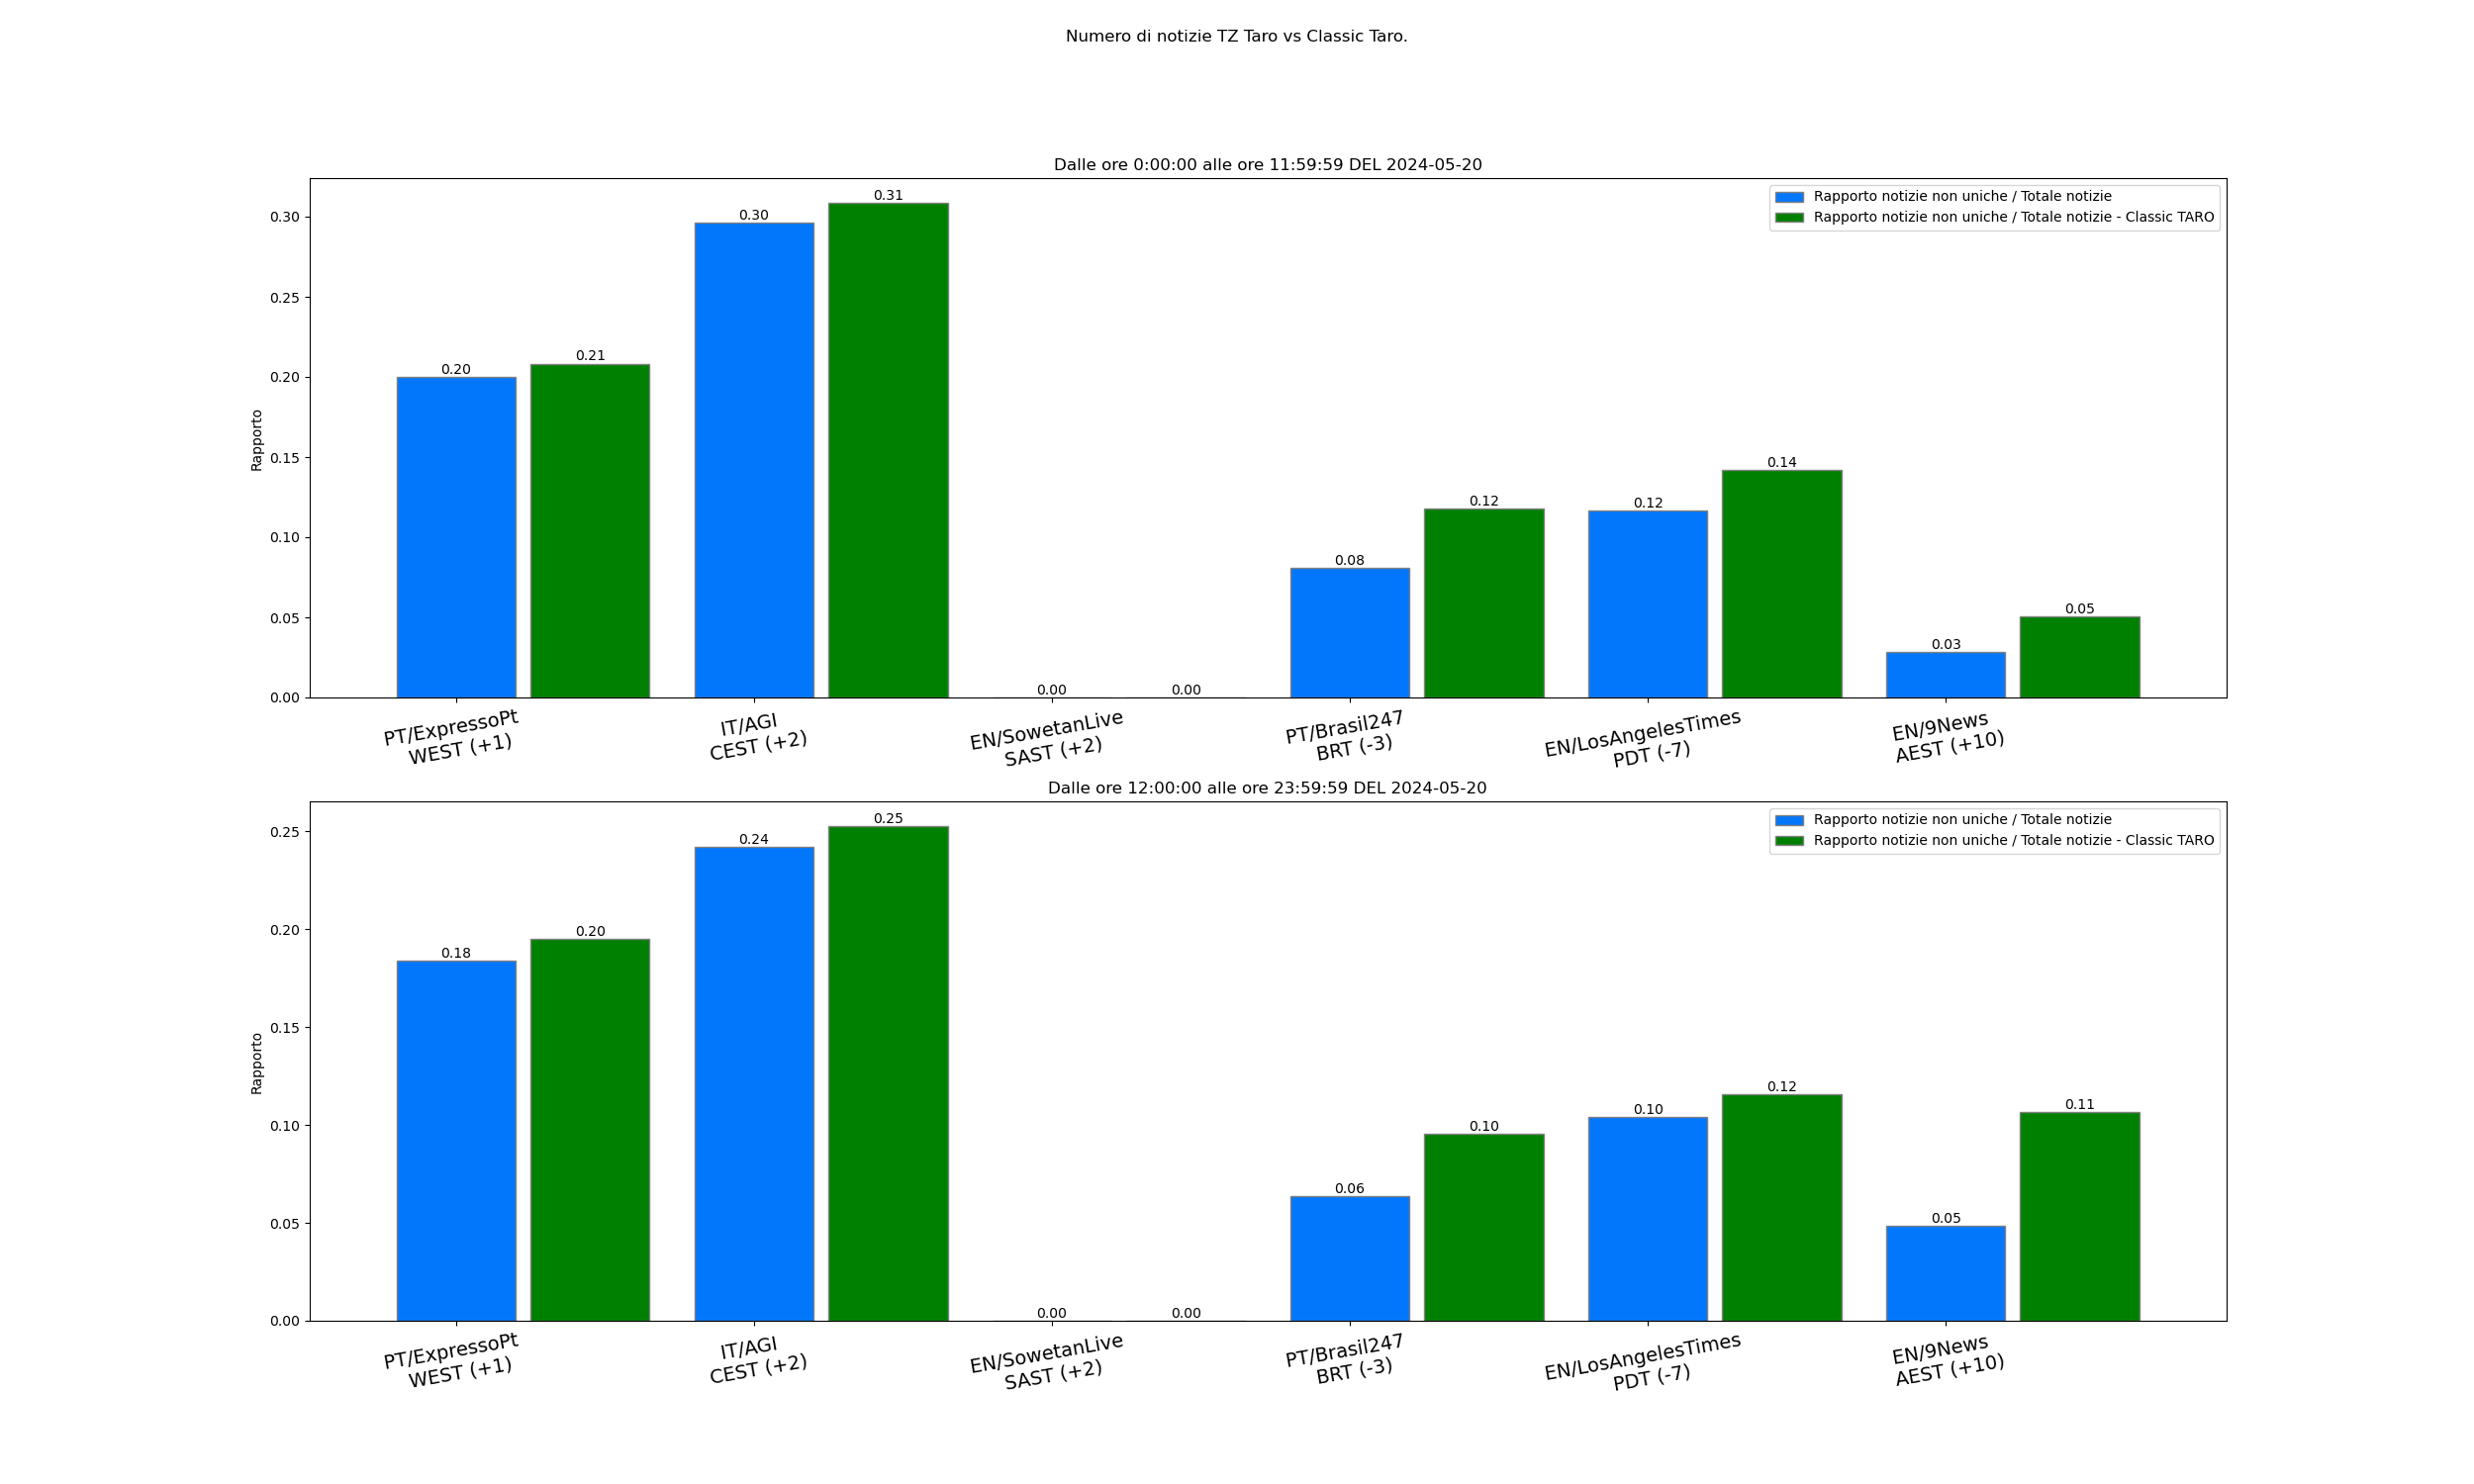 Numero di notizie TZ Taro vs Classic Taro.
Dalle ore 0:00:00 alle ore 11:59:59 DEL 2024-05-20
Rapporto notizie non uniche / Totale notizie
Rapporto notizie non uniche / Totale notizie - Classic TARO
Rapporto
0.30
0.25
0.20
0.15
0.10
0.05
0.00
0.20
0.21
0.30
0.31
0.00
0.00
0.08
0.12
0.12
0.14
0.03
0.05
PT/ExpressoPt
WEST (+1)
IT/AGI
CEST (+2)
EN/SowetanLive
SAST (+2)
PT/Brasil247
BRT (-3)
EN/LosAngelesTimes
PDT (-7)
EN/9News
AEST (+10)
Dalle ore 12:00:00 alle ore 23:59:59 DEL 2024-05-20
Rapporto notizie non uniche / Totale notizie
Rapporto notizie non uniche / Totale notizie - Classic TARO
Rapporto
0.25
0.20
0.15
0.10
0.05
0.00
0.18
0.20
0.24
0.25
0.00
0.00
0.06
0.10
0.10
0.12
0.05
0.11
PT/ExpressoPt
WEST (+1)
IT/AGI
CEST (+2)
EN/SowetanLive
SAST (+2)
PT/Brasil247
BRT (-3)
EN/LosAngelesTimes
PDT (-7)
EN/9News
AEST (+10)